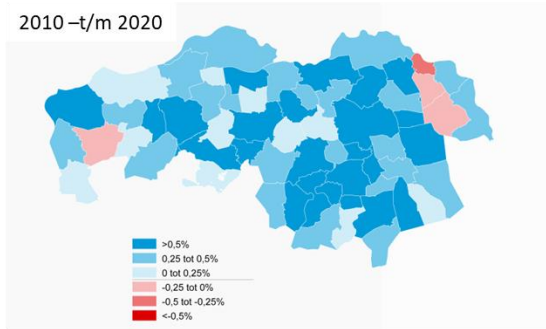 2010 –t/m 2020
>0,5%
0,25 tot 0,5%
0 tot 0,25%
-0,25 tot 0%
-0,5 tot -0,25%
<-0,5%